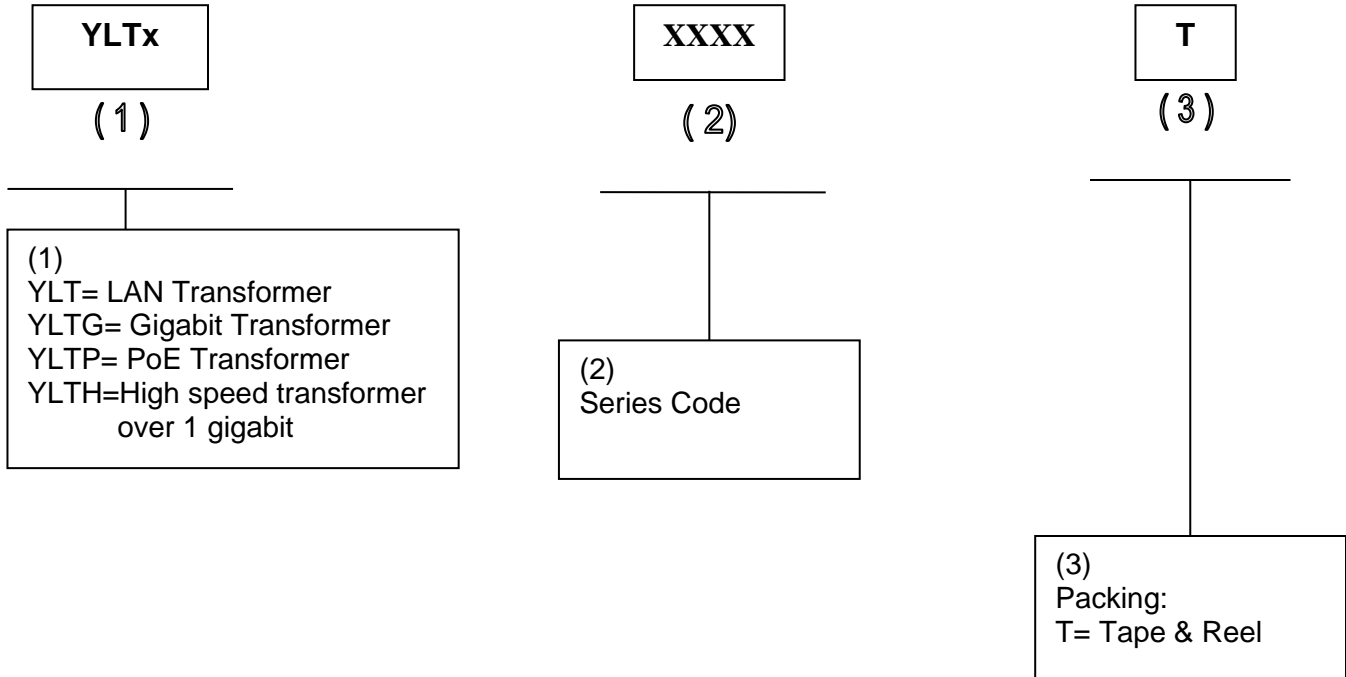 YLTx
XXXX
T
(1)
(2)
(3)
(1)
YLT= LAN Transformer
YLTG= Gigabit Transformer
YLTP= PoE Transformer
YLTH=High speed transformer
over 1 gigabit
(2)
Series Code
(3)
Packing:
T= Tape & Reel